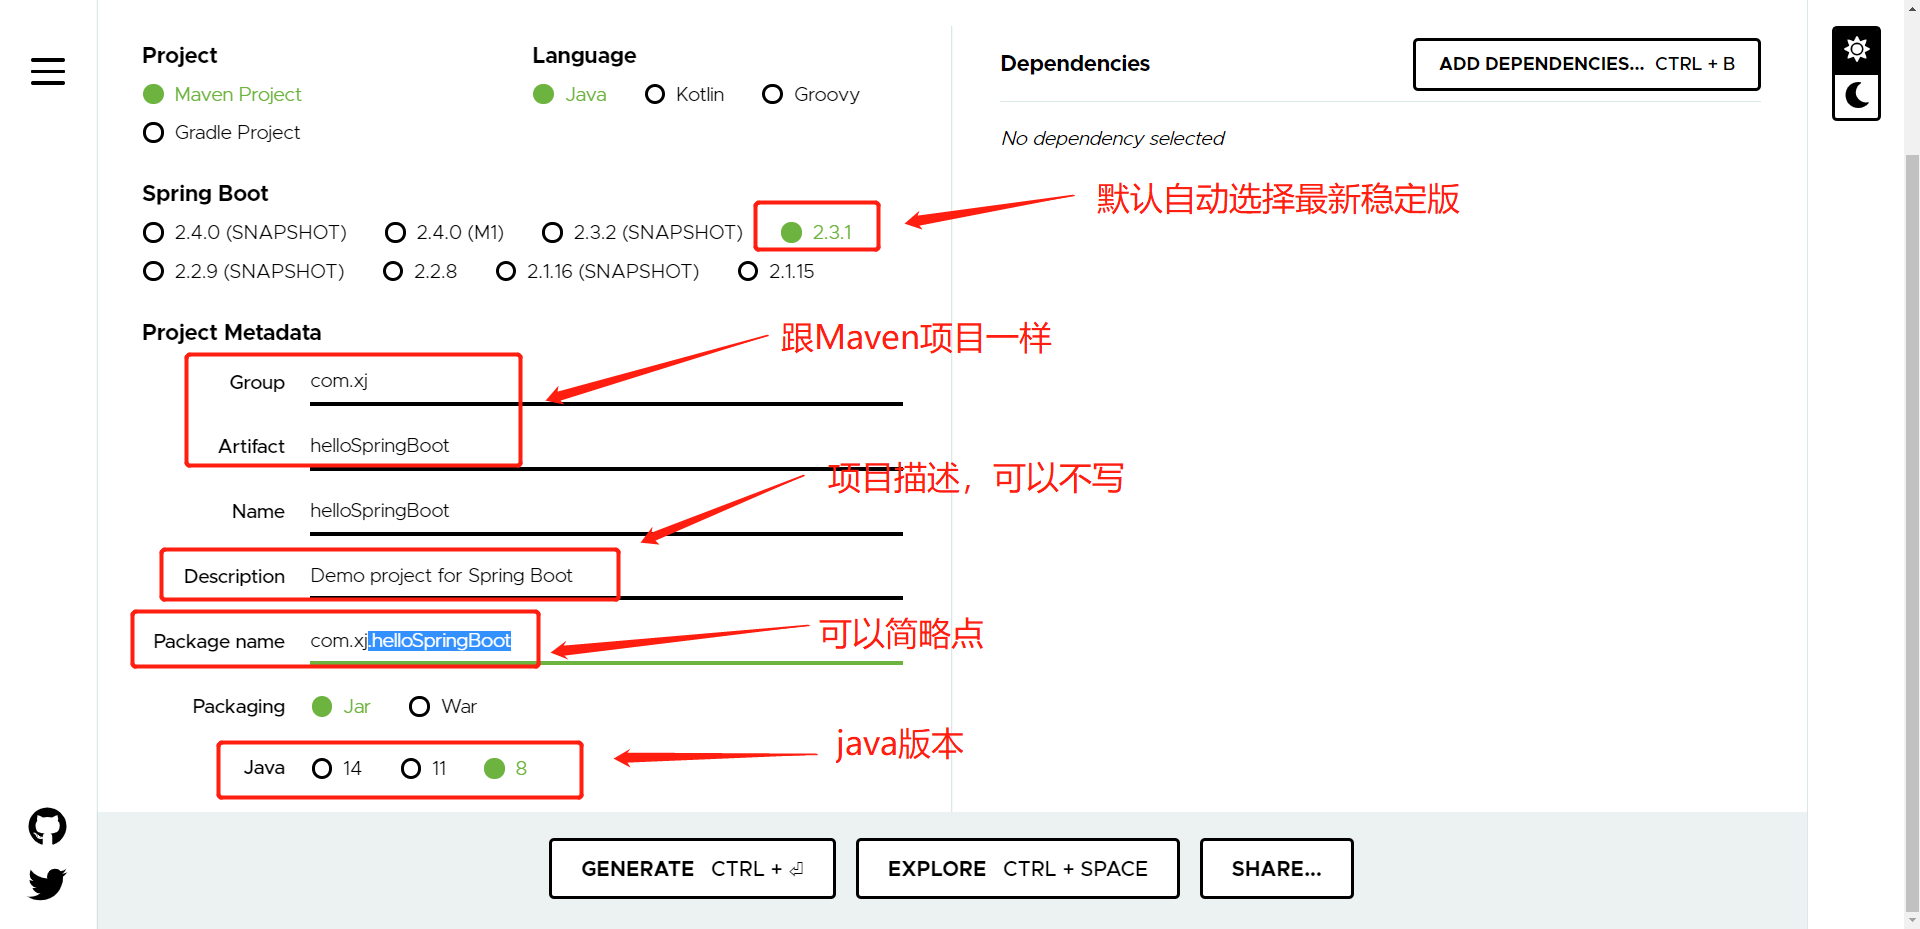 Project
Maven Project
Gradle Project
Language
Java Kotlin Groovy
Spring Boot
2.4.0 (SNAPSHOT) 2.4.0 (M1) 2.3.2 (SNAPSHOT) 2.3.1
2.2.9 (SNAPSHOT) 2.2.8 2.1.16 (SNAPSHOT) 2.1.15
默认自动选择最新稳定版
Project Metadata
跟Maven项目一样
Group com.xj
Artifact helloSpringBoot
项目描述，可以不写
Name helloSpringBoot
Description Demo project for Spring Boot
Package name com.xj.helloSpringBoot
可以简略点
Packaging Jar War
java版本
Java 14 11 8
Dependencies
ADD DEPENDENCIES... CTRL + B
No dependency selected
GENERATE CTRL + ⏎
EXPLORE CTRL + SPACE
SHARE...